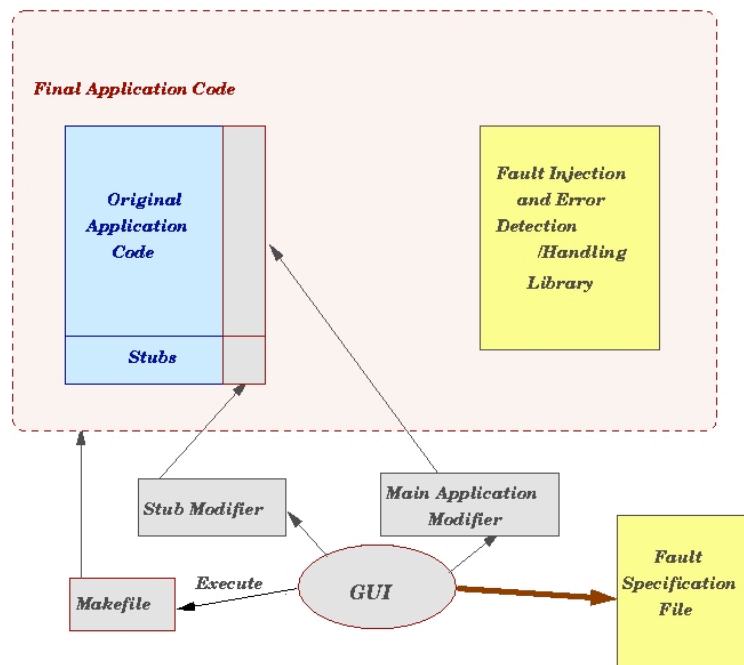 Final Application Code
Original
Application
Code
Stubs
Fault Injection
and Error
Detection
/Handling
Library
Stub Modifier
Main Application
Modifier
Execute
Makefile
GUI
Fault
Specification
File